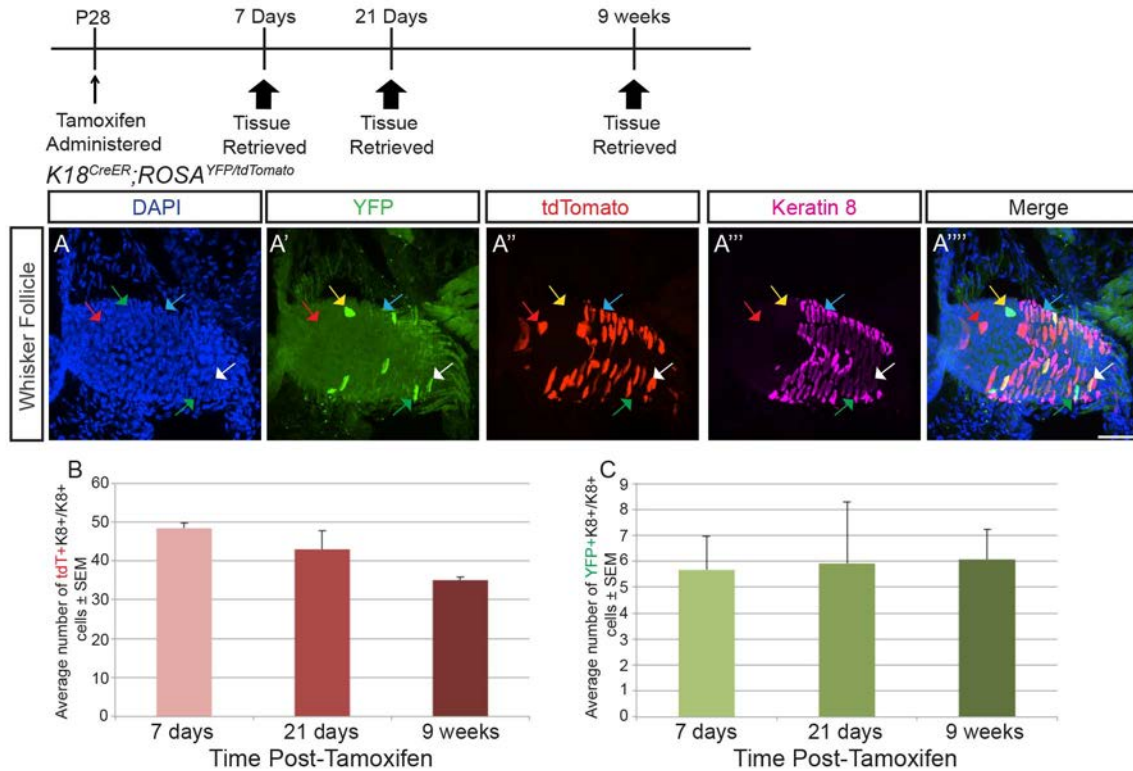 P28 7 Days 21 Days 9 weeks
Tamoxifen Administered
Tissue Retrieved
Tissue Retrieved
Tissue Retrieved
K18CreER;ROSAYFP/tdTomato
DAPI YFP tdTomato Keratin 8 Merge
Whisker Follicle
A A' A'' A''' A''''
B
Average number of tdT+K8+/K8+
cells ± SEM
60
50
40
30
20
10
0
7 days 21 days 9 weeks
Time Post-Tamoxifen
C
Average number of YFP+K8+/K8+
cells ± SEM
9
8
7
6
5
4
3
2
1
0
7 days 21 days 9 weeks
Time Post-Tamoxifen